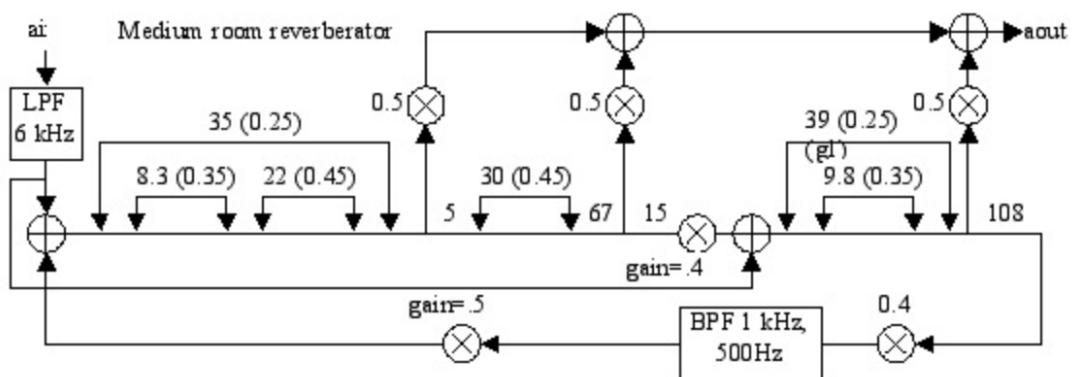 ai Medium room reverberator aout
LPF
6 kHz
0.5 0.5 0.5
35 (0.25) 39 (0.25)
(gl)
8.3 (0.35) 22 (0.45) 30 (0.45) 9.8 (0.35)
5 67 15 108
gain=.4
gain=.5
BPF 1 kHz,
500Hz
0.4